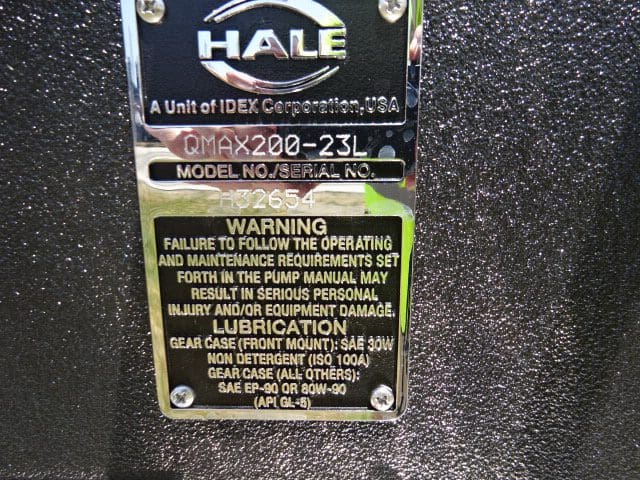 HALE
A Unit of IDEX Corporation, USA
QMAX200-23L
MODEL NO./SERIAL NO.
H32654
WARNING
FAILURE TO FOLLOW THE OPERATING
AND MAINTENANCE REQUIREMENTS SET
FORTH IN THE PUMP MANUAL MAY
RESULT IN SERIOUS PERSONAL
INJURY AND/OR EQUIPMENT DAMAGE.
LUBRICATION
GEAR CASE (FRONT MOUNT): SAE 30W
NON DETERGENT (ISO 100A)
GEAR CASE (ALL OTHERS):
SAE EP-90 OR 80W-90
(API GL-5)